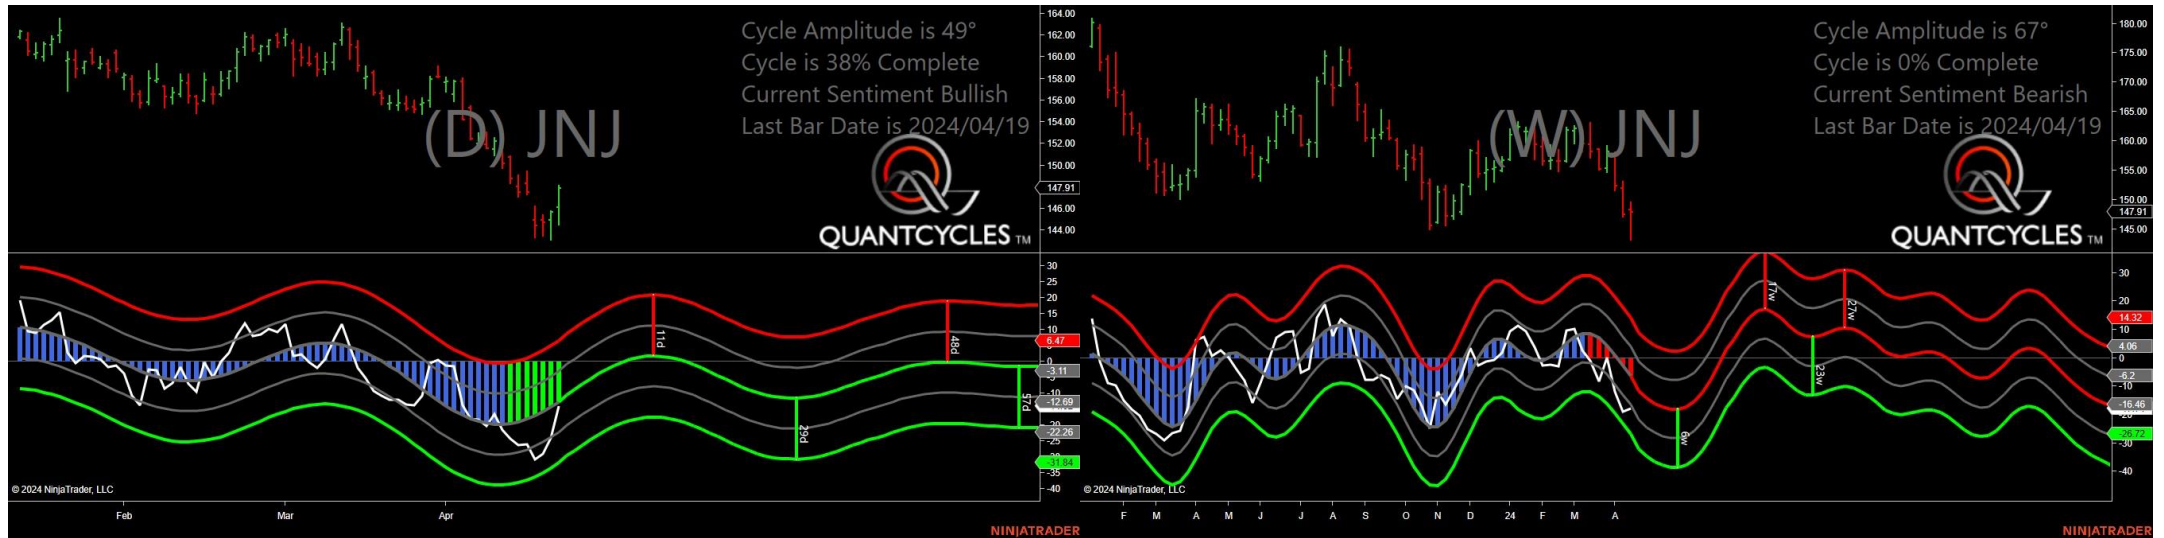 Cycle Amplitude is 49°
Cycle is 38% Complete
Current Sentiment Bullish
Last Bar Date is 2024/04/19
(D) JNJ
QUANTCYCLES TM
164.00
162.00
160.00
158.00
156.00
154.00
152.00
150.00
147.91
146.00
144.00
30
25
20
15
10
6.47
0
-3.11
-10
-12.69
-22.26
-31.84
-35
-40
11d
29d
48d
57d
© 2024 NinjaTrader, LLC
Feb Mar Apr
NINJATRADER
Cycle Amplitude is 67°
Cycle is 0% Complete
Current Sentiment Bearish
Last Bar Date is 2024/04/19
(W) JNJ
QUANTCYCLES TM
180.00
175.00
170.00
165.00
160.00
155.00
150.00
147.91
145.00
30
20
14.32
10
4.06
0
-6.2
-10
-16.46
-26.72
-30
-40
6w
17w
23w
27w
© 2024 NinjaTrader, LLC
F M A M J J A S O N D 24 F M A
NINJATRADER